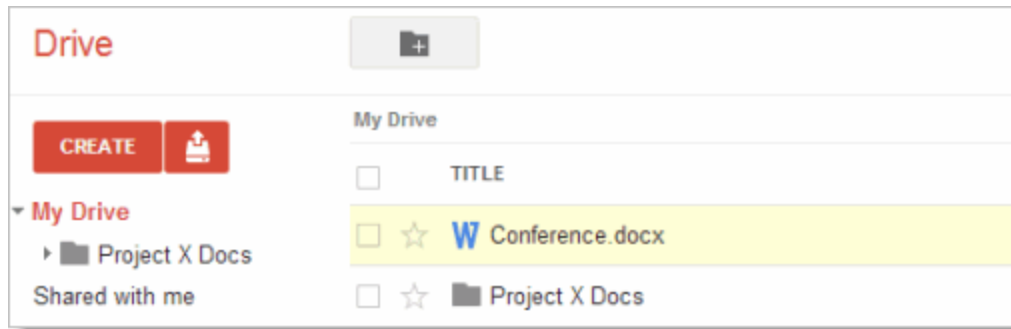 Drive
CREATE
My Drive
Project X Docs
Shared with me
My Drive
TITLE
Conference.docx
Project X Docs